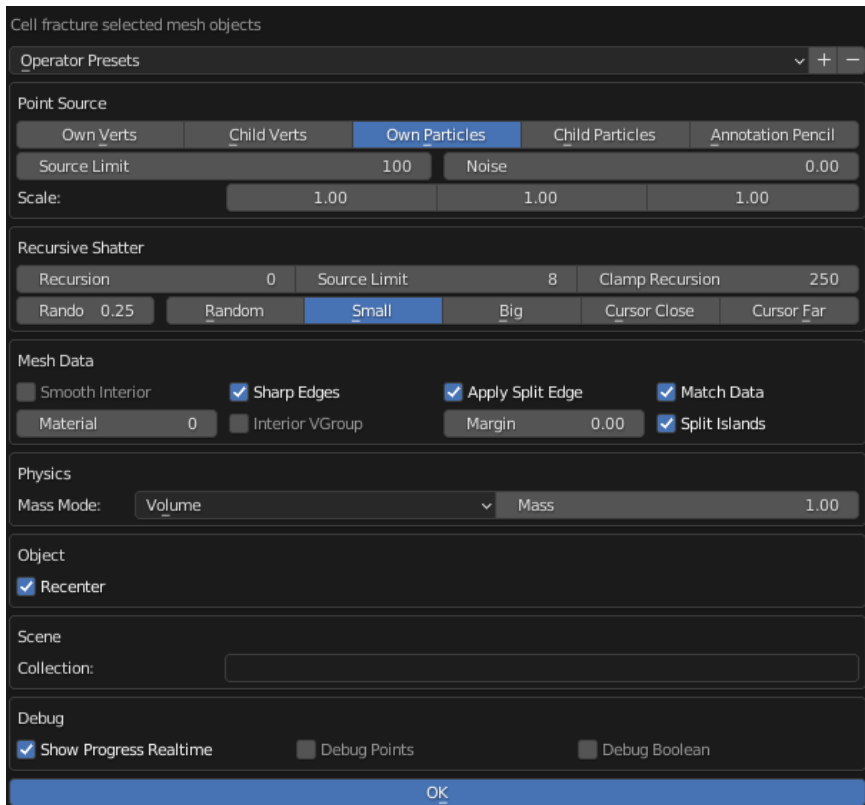 Cell fracture selected mesh objects
Operator Presets
Point Source
Own Verts Child Verts Own Particles Child Particles Annotation Pencil
Source Limit 100 Noise 0.00
Scale: 1.00 1.00 1.00
Recursive Shatter
Recursion 0 Source Limit 8 Clamp Recursion 250
Rando 0.25 Random Small Big Cursor Close Cursor Far
Mesh Data
Smooth Interior Sharp Edges Apply Split Edge Match Data
Material 0 Interior VGroup Margin 0.00 Split Islands
Physics
Mass Mode: Volume Mass 1.00
Object
Recenter
Scene
Collection:
Debug
Show Progress Realtime Debug Points Debug Boolean
OK